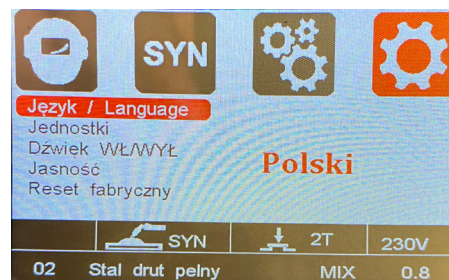 SYN
Język / Language
Jednostki
Dźwięk WŁ/WYŁ
Jasność
Reset fabryczny
Polski
SYN 2T 230V
02 Stal drut pelny MIX 0.8